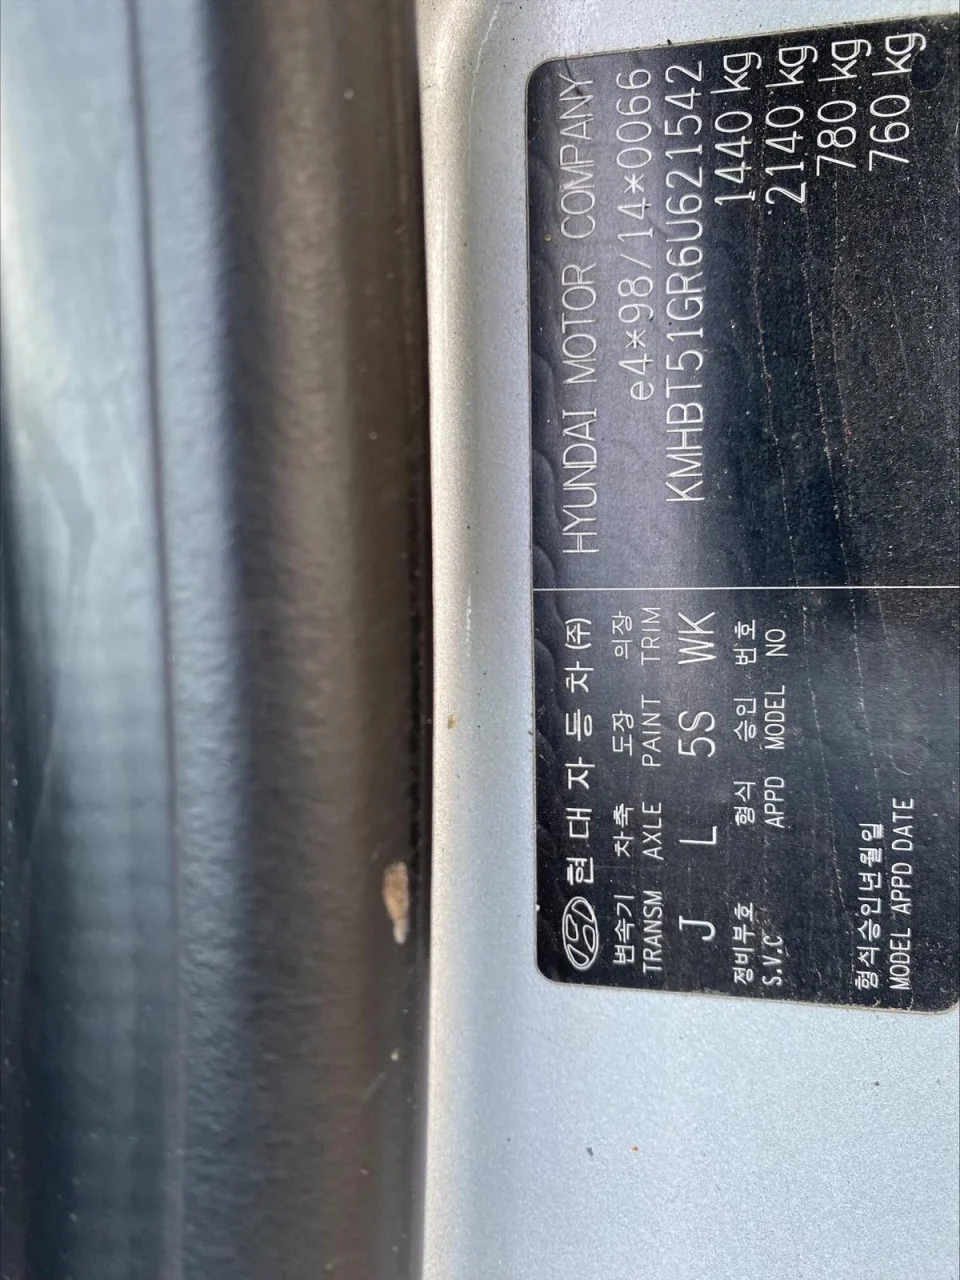 현대자동차(주)
변속기 차축 도장 의장
TRANSM AXLE PAINT TRIM
J L 5S WK
정비부호 형식 승인 번호
S.V.C APPD MODEL NO
형식승인년월일
MODEL APPD DATE
HYUNDAI MOTOR COMPANY
e4*98/14*0066
KMHBT51GR6U621542
1440 kg
2140 kg
780 kg
760 kg